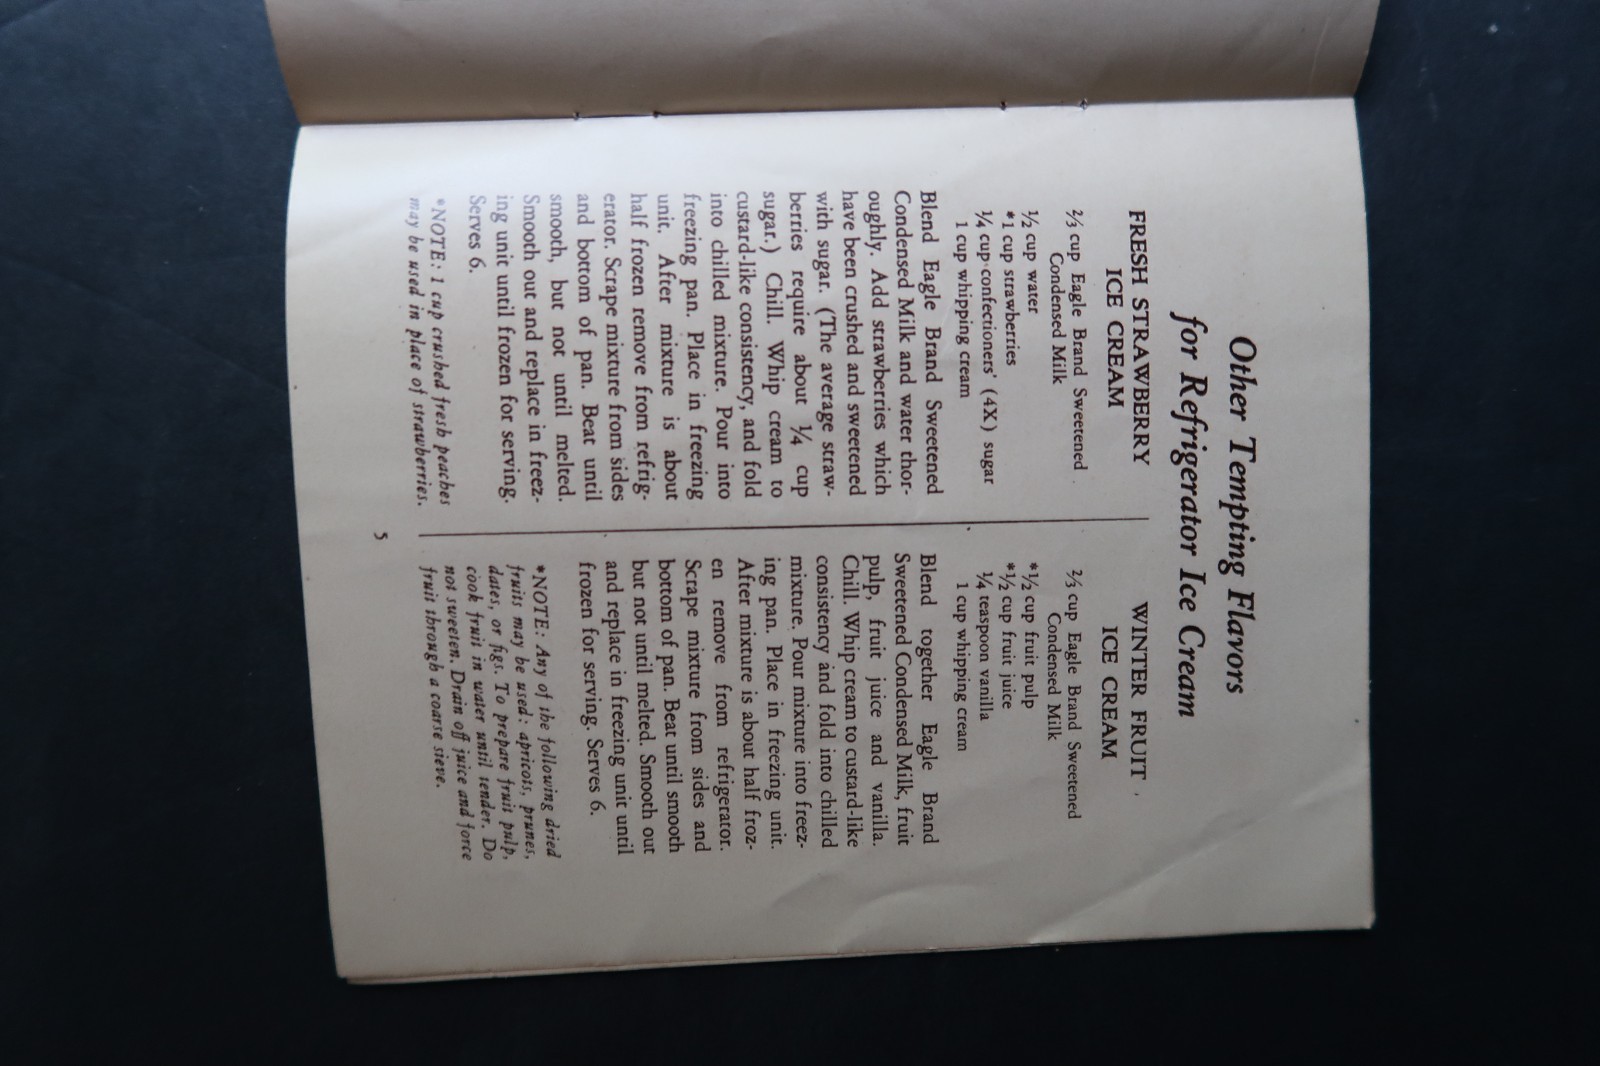 Other Tempting Flavors
for Refrigerator Ice Cream
FRESH STRAWBERRY
ICE CREAM
⅔ cup Eagle Brand Sweetened
Condensed Milk
½ cup water
*1 cup strawberries
¼ cup confectioners' (4X) sugar
1 cup whipping cream
Blend Eagle Brand Sweetened
Condensed Milk and water thor-
oughly. Add strawberries which
have been crushed and sweetened
with sugar. (The average straw-
berries require about ¼ cup
sugar.) Chill. Whip cream to
custard-like consistency, and fold
into chilled mixture. Pour into
freezing pan. Place in freezing
unit. After mixture is about
half frozen remove from refrig-
erator. Scrape mixture from sides
and bottom of pan. Beat until
smooth, but not until melted.
Smooth out and replace in freez-
ing unit until frozen for serving.
Serves 6.
*NOTE: 1 cup crushed fresh peaches
may be used in place of strawberries.
WINTER FRUIT
ICE CREAM
⅔ cup Eagle Brand Sweetened
Condensed Milk
*½ cup fruit pulp
*½ cup fruit juice
¼ teaspoon vanilla
1 cup whipping cream
Blend together Eagle Brand
Sweetened Condensed Milk, fruit
pulp, fruit juice and vanilla.
Chill. Whip cream to custard-like
consistency and fold into chilled
mixture. Pour mixture into freez-
ing pan. Place in freezing unit.
After mixture is about half froz-
en remove from refrigerator.
Scrape mixture from sides and
bottom of pan. Beat until smooth
but not until melted. Smooth out
and replace in freezing unit until
frozen for serving. Serves 6.
*NOTE: Any of the following dried
fruits may be used: apricots, prunes,
dates, or figs. To prepare fruit pulp,
cook fruit in water until tender. Do
not sweeten. Drain off juice and force
fruit through a coarse sieve.
5